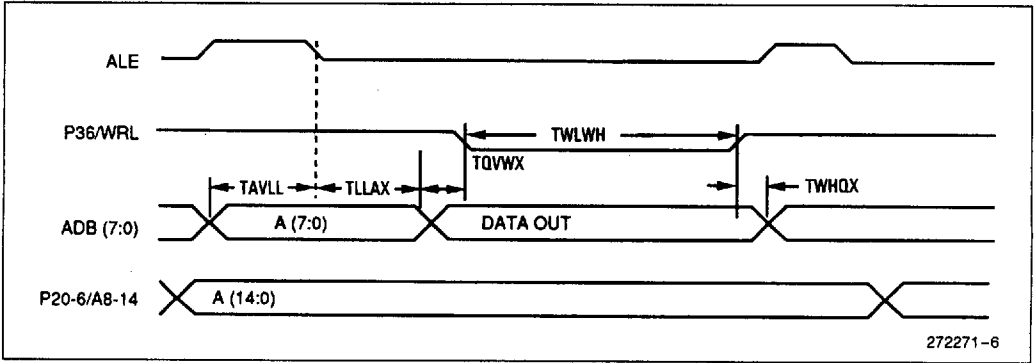 ALE
P36/WRL
TWLWH
TQVWX
TAVLL
TLLAX
TWHQX
ADB (7:0)
A (7:0)
DATA OUT
P20-6/A8-14
A (14:0)
272271-6